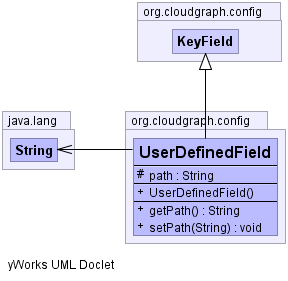 org.cloudgraph.config
KeyField
java.lang
String
org.cloudgraph.config
UserDefinedField
# path : String
+ UserDefinedField()
+ getPath() : String
+ setPath(String) : void
yWorks UML Doclet